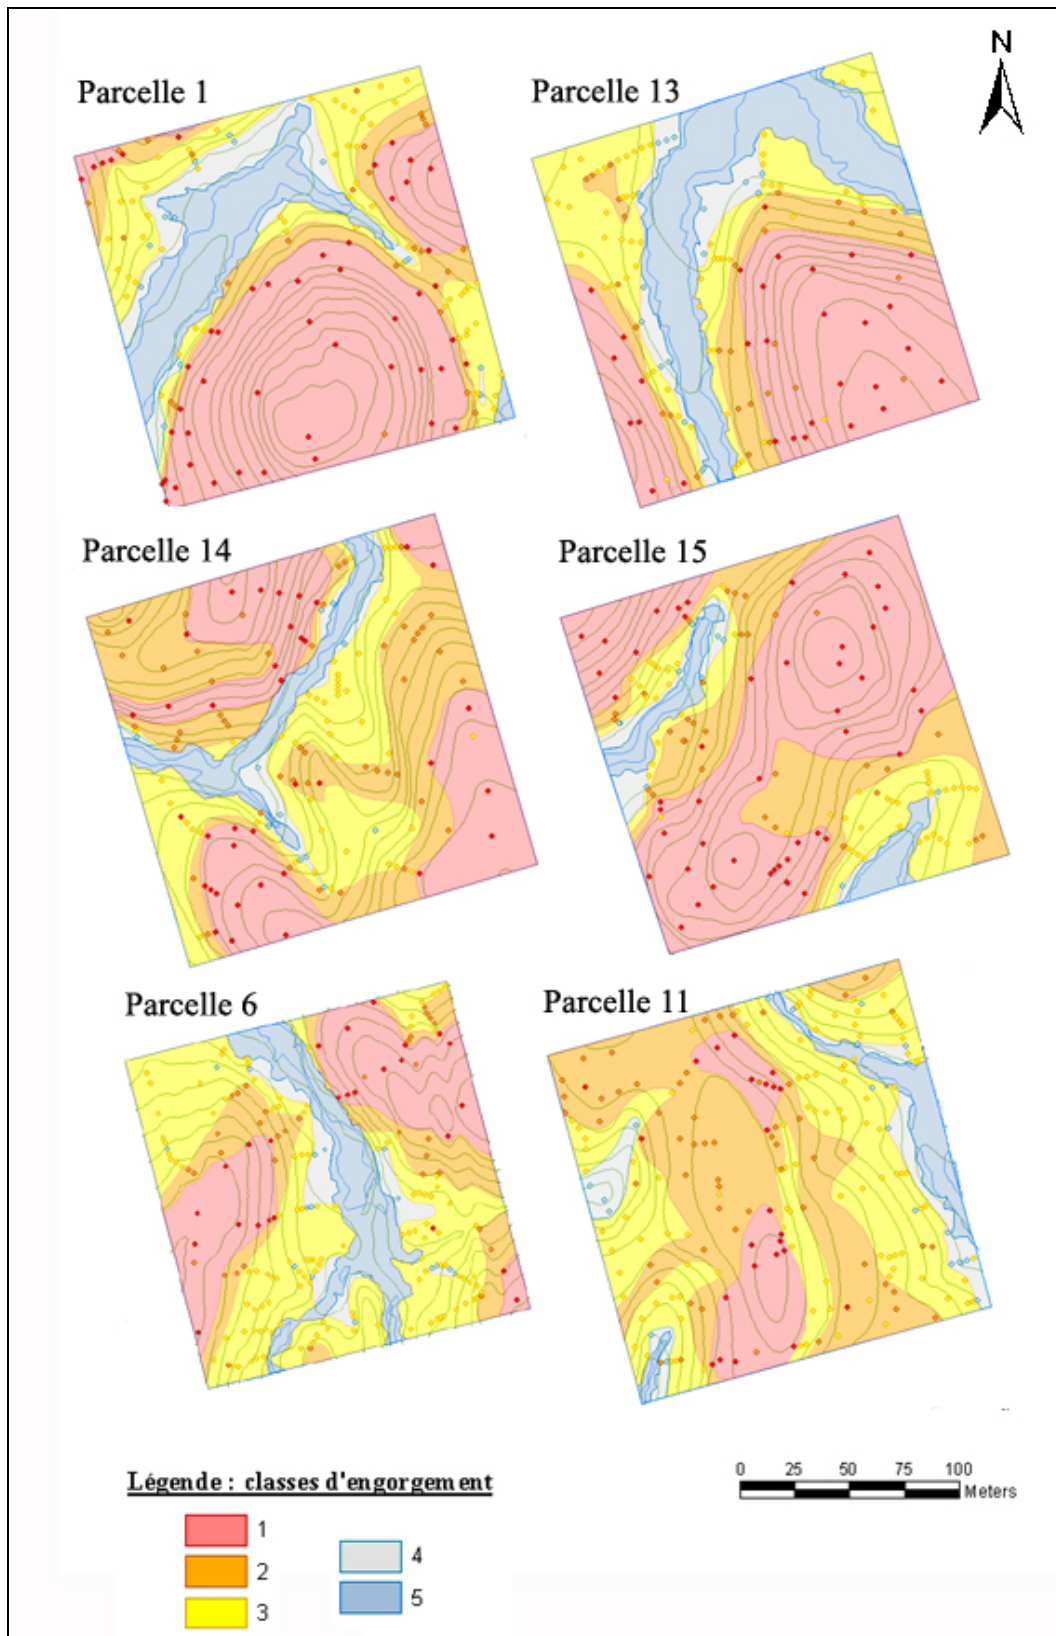 N
Parcelle 1
Parcelle 13
Parcelle 14
Parcelle 15
Parcelle 6
Parcelle 11
Légende : classes d'engorgement
0 25 50 75 100
Meters
1
2
3
4
5